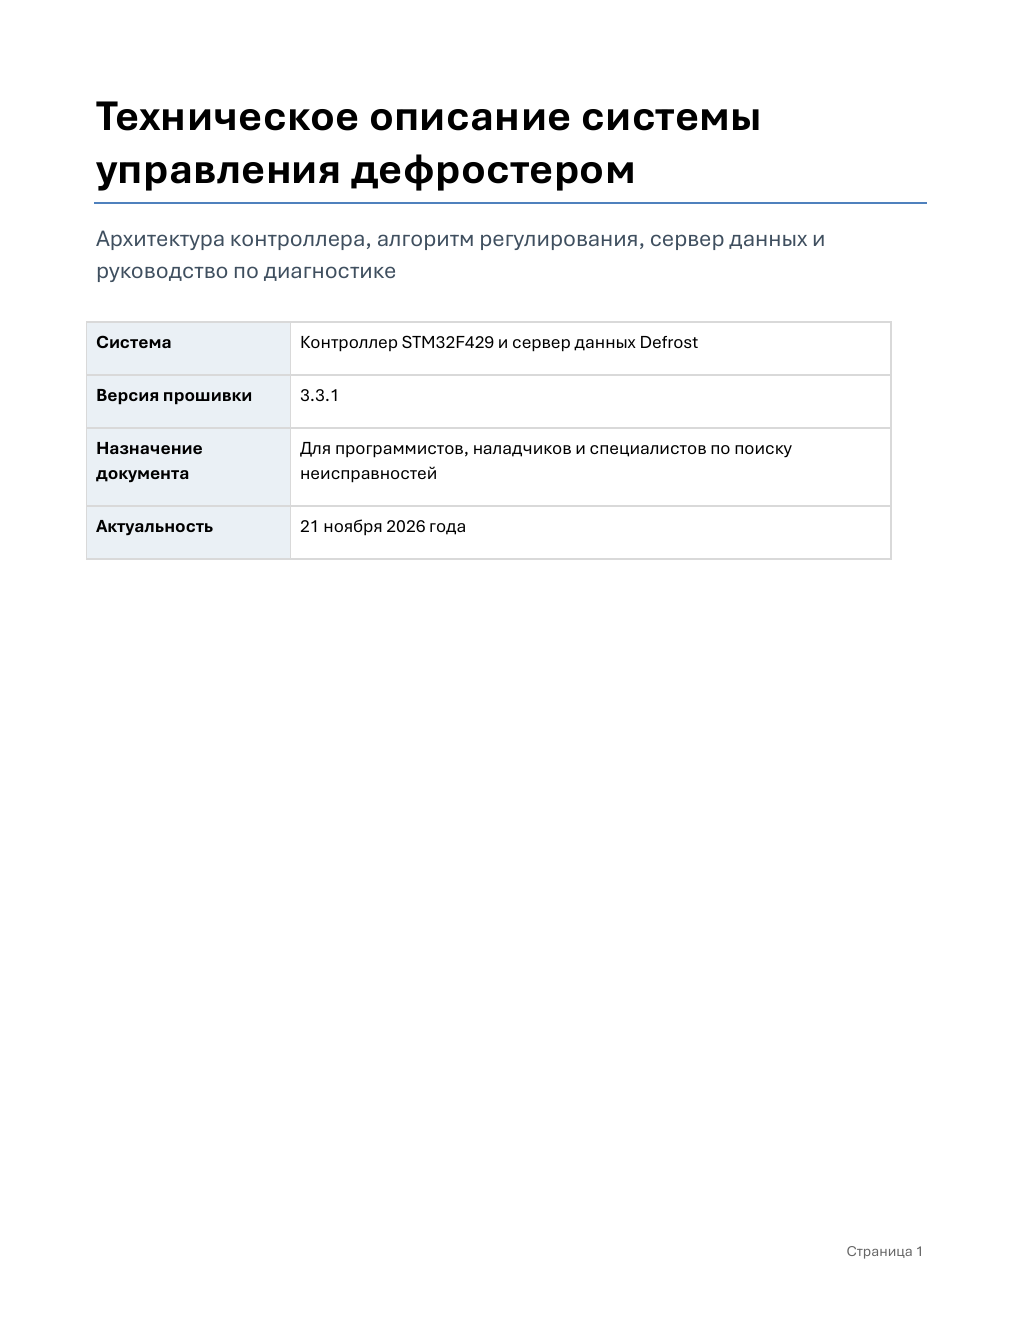 Техническое описание системы
управления дефростером
Архитектура контроллера, алгоритм регулирования, сервер данных и
руководство по диагностике
Система
Контроллер STM32F429 и сервер данных Defrost
Версия прошивки
3.3.1
Назначение
документа
Для программистов, наладчиков и специалистов по поиску
неисправностей
Актуальность
21 ноября 2026 года
Страница 1